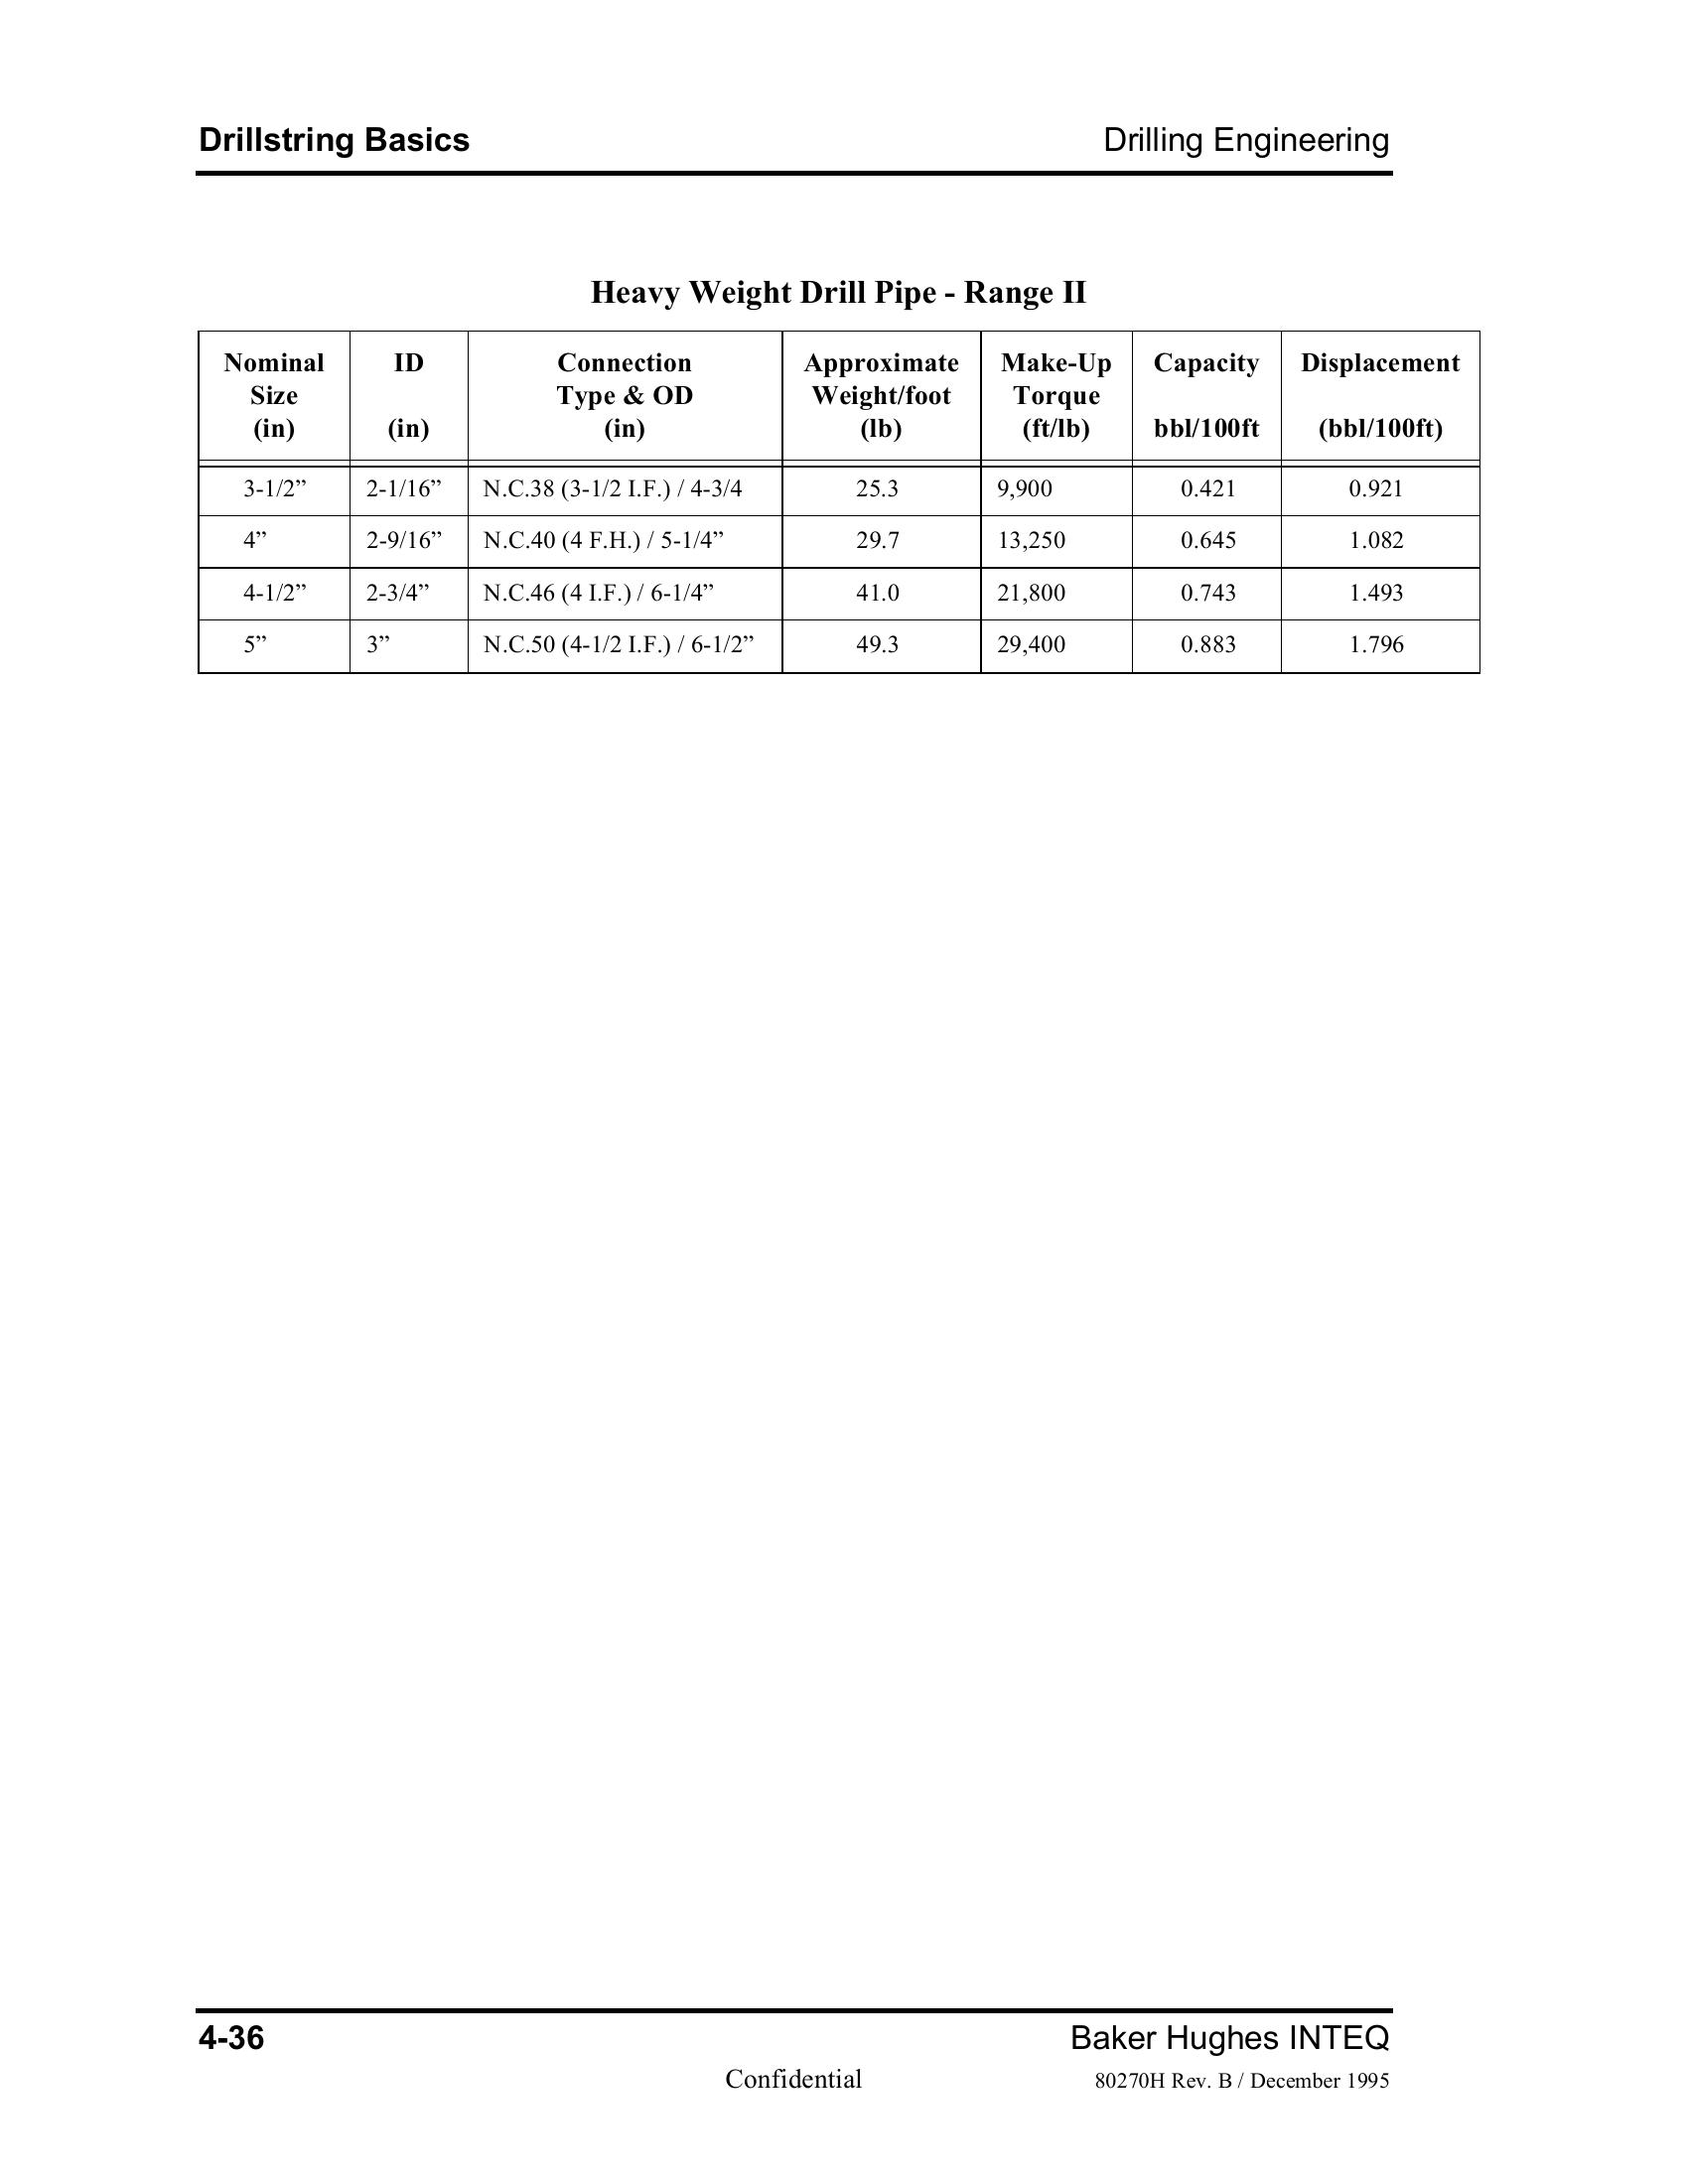 Drillstring Basics Drilling Engineering
Heavy Weight Drill Pipe - Range II
Nominal Size (in) ID (in) Connection Type & OD (in) Approximate Weight/foot (lb) Make-Up Torque (ft/lb) Capacity bbl/100ft Displacement (bbl/100ft)
3-1/2” 2-1/16” N.C.38 (3-1/2 I.F.) / 4-3/4 25.3 9,900 0.421 0.921
4” 2-9/16” N.C.40 (4 F.H.) / 5-1/4” 29.7 13,250 0.645 1.082
4-1/2” 2-3/4” N.C.46 (4 I.F.) / 6-1/4” 41.0 21,800 0.743 1.493
5” 3” N.C.50 (4-1/2 I.F.) / 6-1/2” 49.3 29,400 0.883 1.796
4-36 Baker Hughes INTEQ
Confidential 80270H Rev. B / December 1995